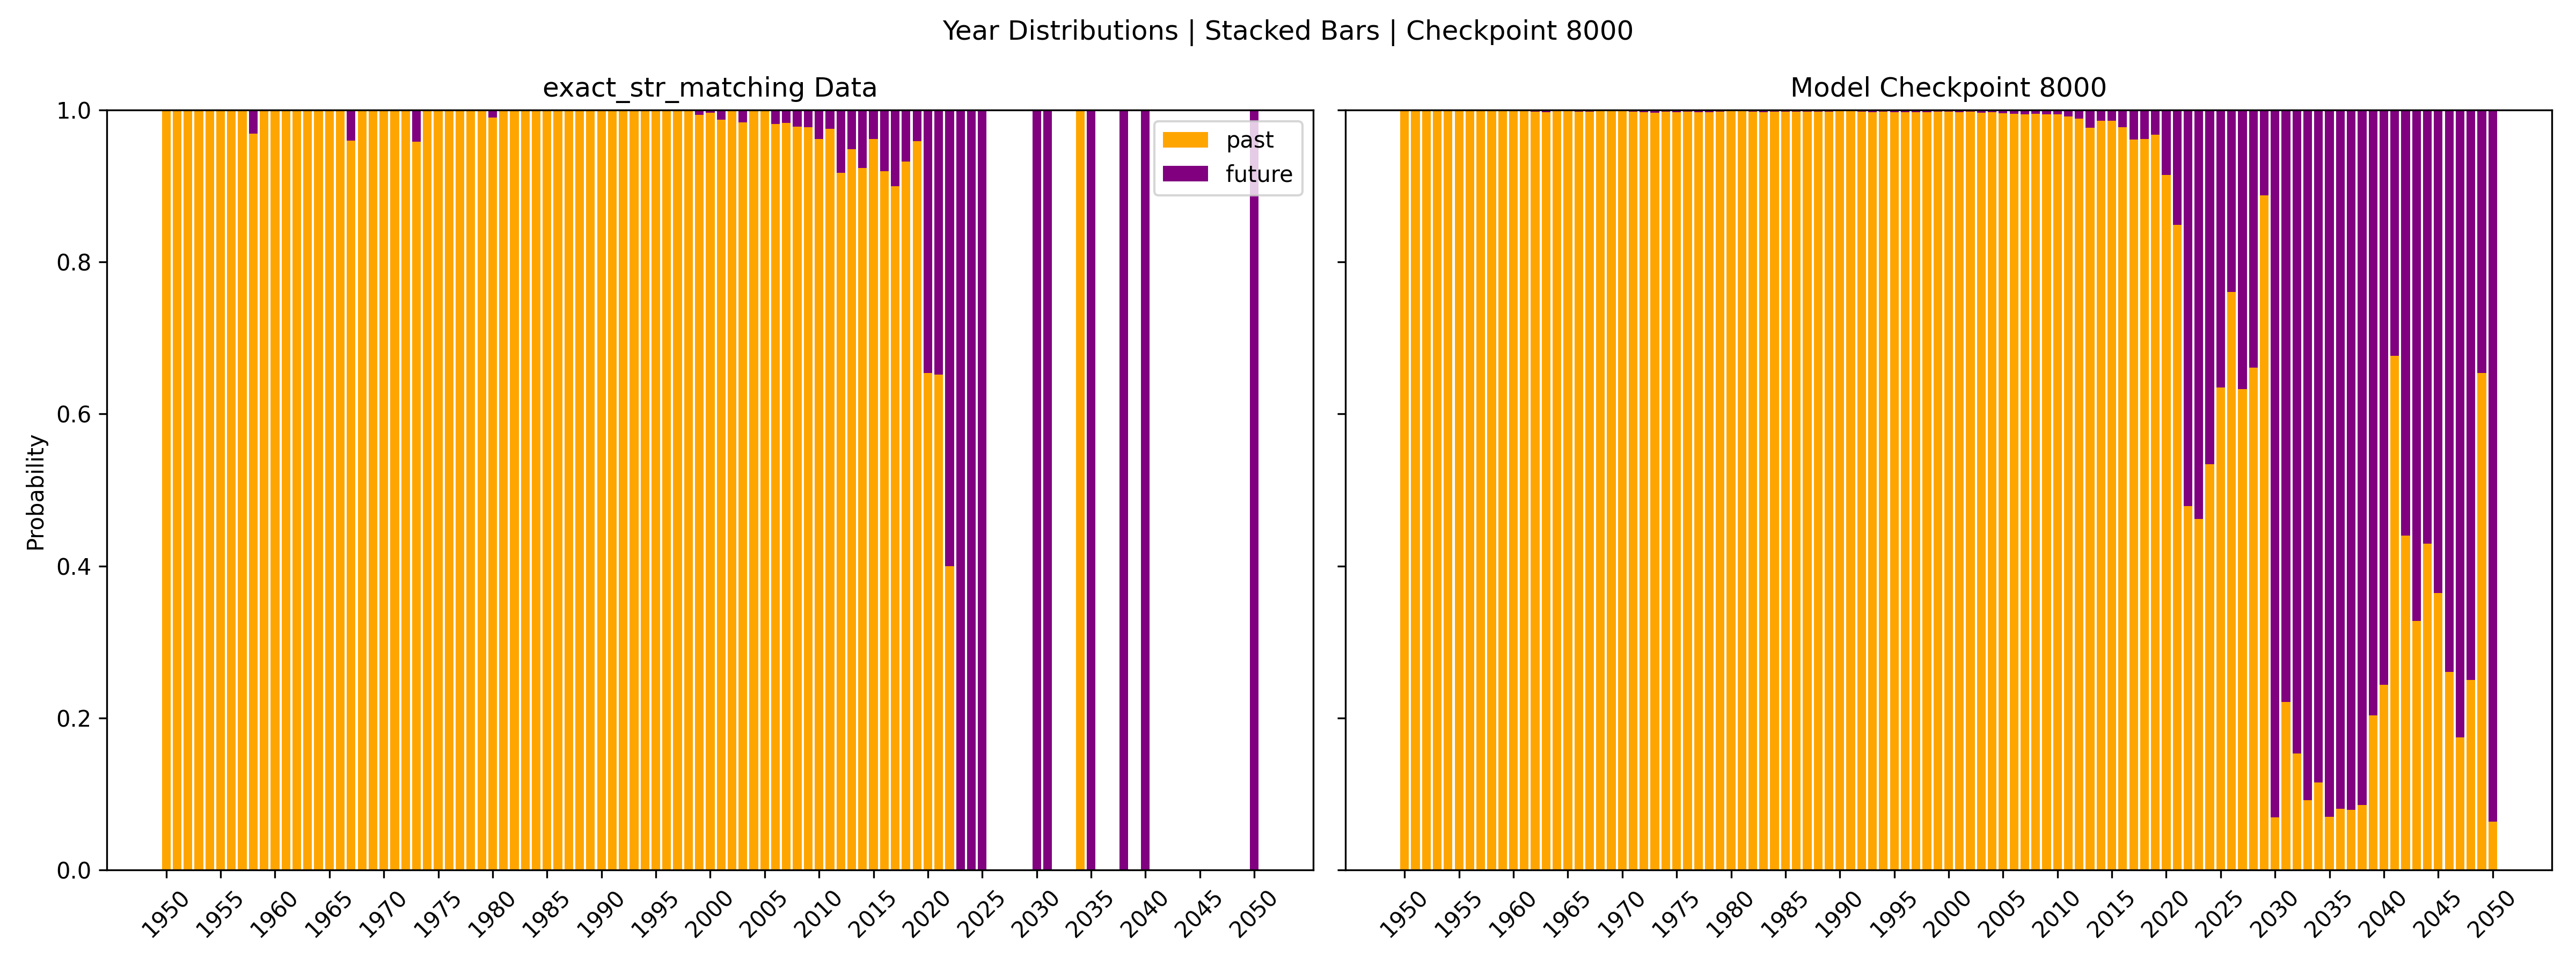 Year Distributions | Stacked Bars | Checkpoint 8000
exact_str_matching Data
Model Checkpoint 8000
Probability
1.0
0.8
0.6
0.4
0.2
0.0
past
future
1950 1955 1960 1965 1970 1975 1980 1985 1990 1995 2000 2005 2010 2015 2020 2025 2030 2035 2040 2045 2050
1950 1955 1960 1965 1970 1975 1980 1985 1990 1995 2000 2005 2010 2015 2020 2025 2030 2035 2040 2045 2050